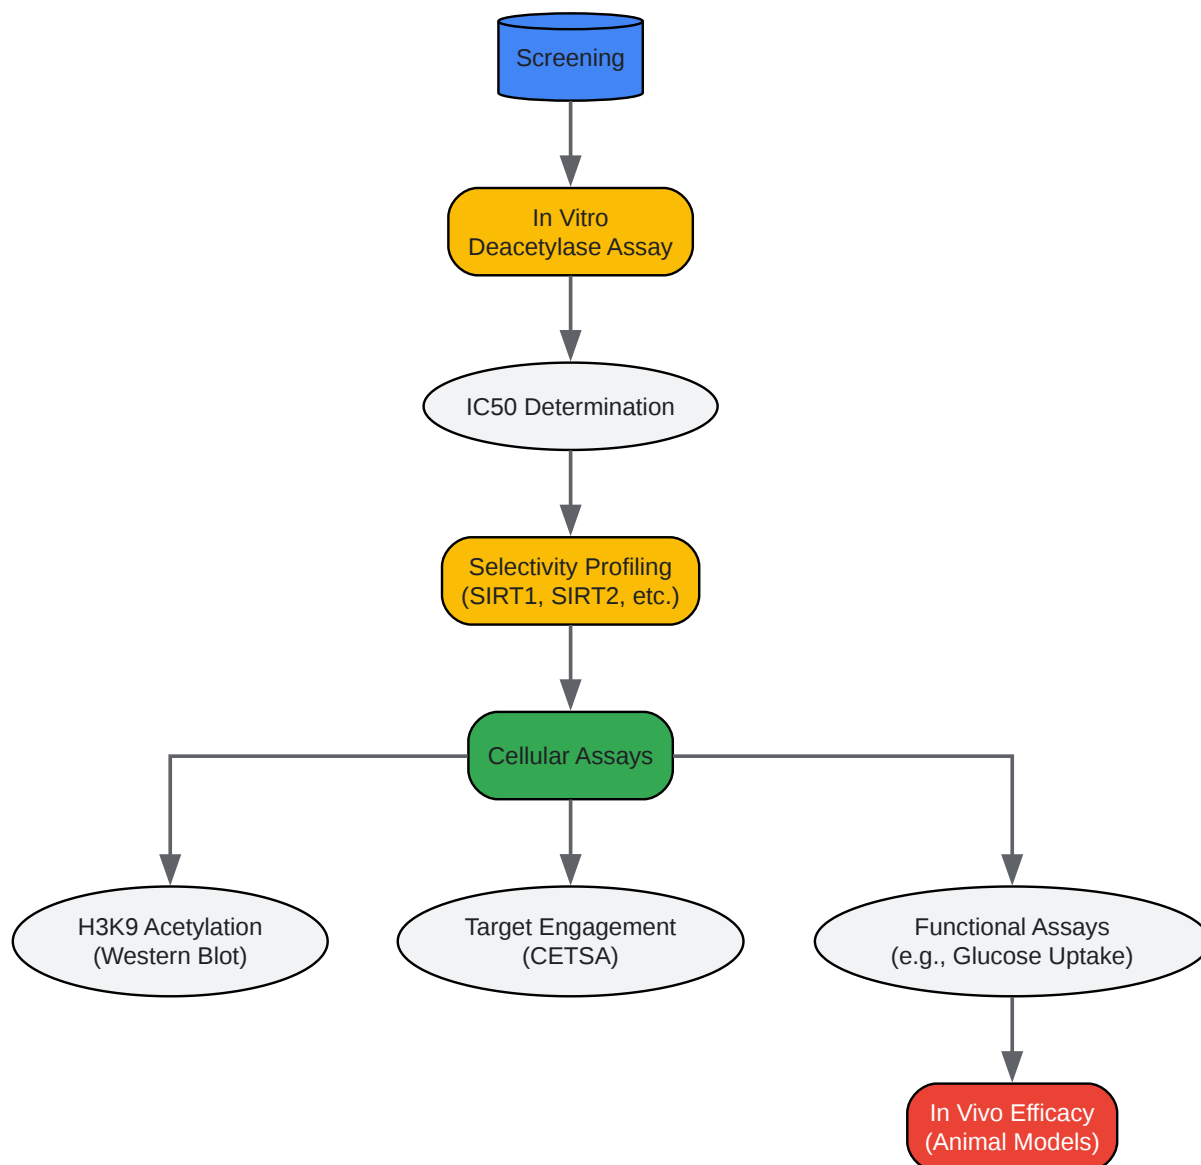 Screening
In Vitro
Deacetylase Assay
IC50 Determination
Selectivity Profiling
(SIRT1, SIRT2, etc.)
Cellular Assays
H3K9 Acetylation
(Western Blot)
Target Engagement
(CETSA)
Functional Assays
(e.g., Glucose Uptake)
In Vivo Efficacy
(Animal Models)